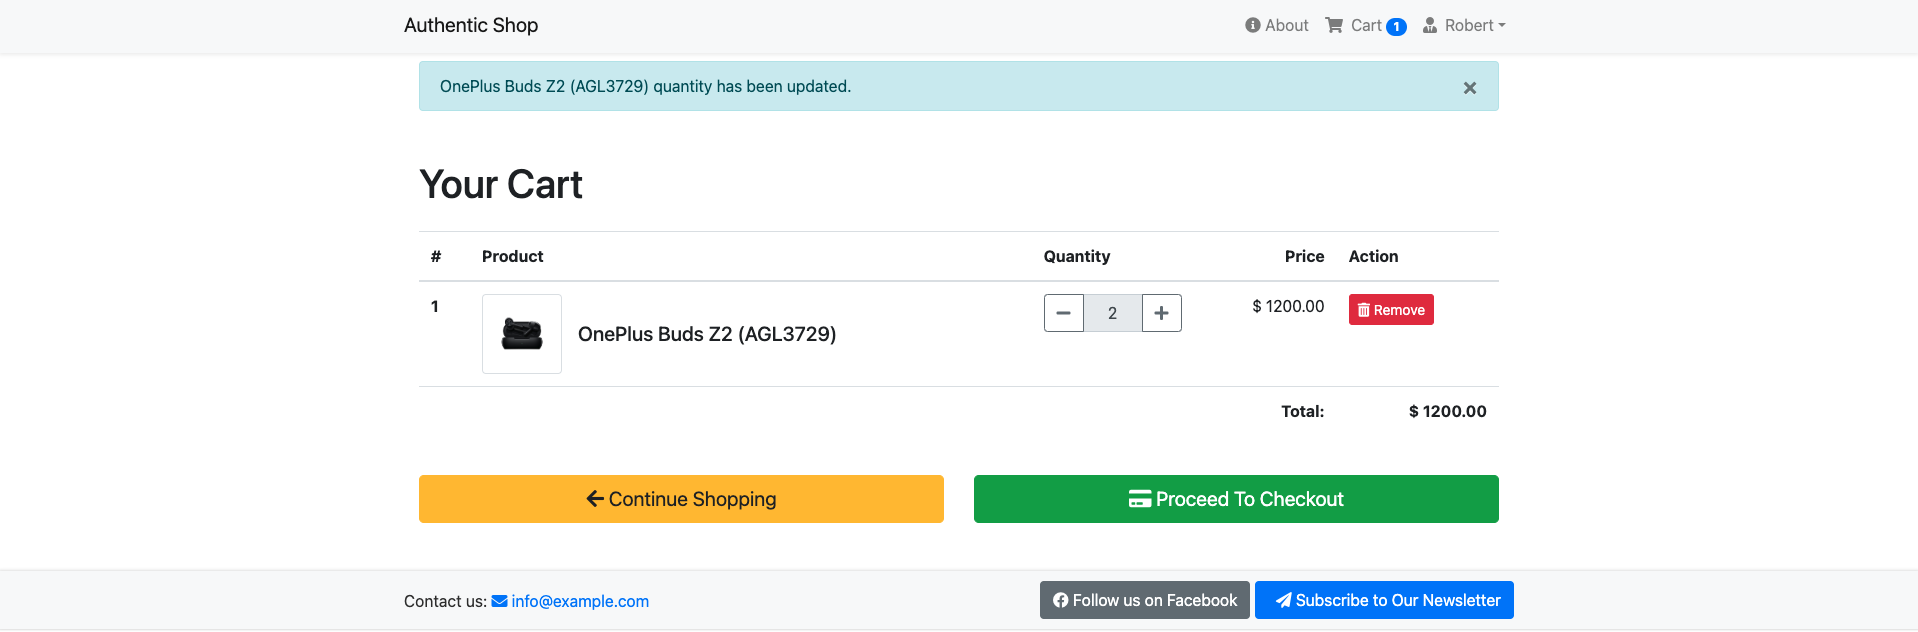 Authentic Shop
About Cart 1 Robert
OnePlus Buds Z2 (AGL3729) quantity has been updated. ×
Your Cart
# Product Quantity Price Action
1 OnePlus Buds Z2 (AGL3729) − 2 + $ 1200.00 Remove
Total: $ 1200.00
Continue Shopping
Proceed To Checkout
Contact us: info@example.com
Follow us on Facebook
Subscribe to Our Newsletter